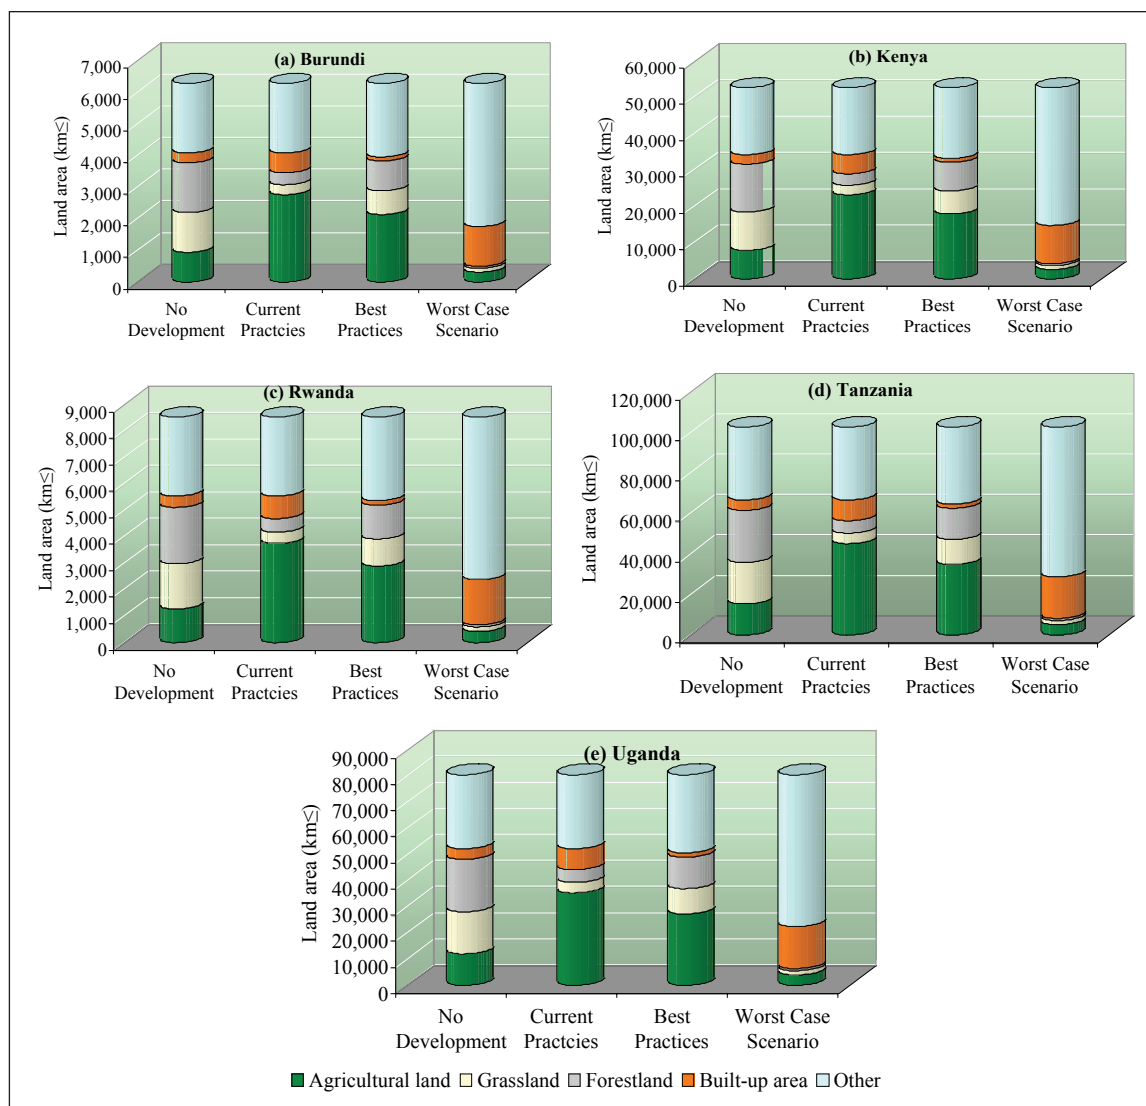 (a) Burundi
Land area (km≤)
7,000
6,000
5,000
4,000
3,000
2,000
1,000
0
No Development
Current Practcies
Best Practices
Worst Case Scenario
(b) Kenya
Land area (km≤)
60,000
50,000
40,000
30,000
20,000
10,000
0
No Development
Current Practcies
Best Practices
Worst Case Scenario
(c) Rwanda
Land area (km≤)
9,000
8,000
7,000
6,000
5,000
4,000
3,000
2,000
1,000
0
No Development
Current Practcies
Best Practices
Worst Case Scenario
(d) Tanzania
Land area (km≤)
120,000
100,000
80,000
60,000
40,000
20,000
0
No Development
Current Practcies
Best Practices
Worst Case Scenario
(e) Uganda
Land area (km≤)
90,000
80,000
70,000
60,000
50,000
40,000
30,000
20,000
10,000
0
No Development
Current Practcies
Best Practices
Worst Case Scenario
Agricultural land Grassland Forestland Built-up area Other